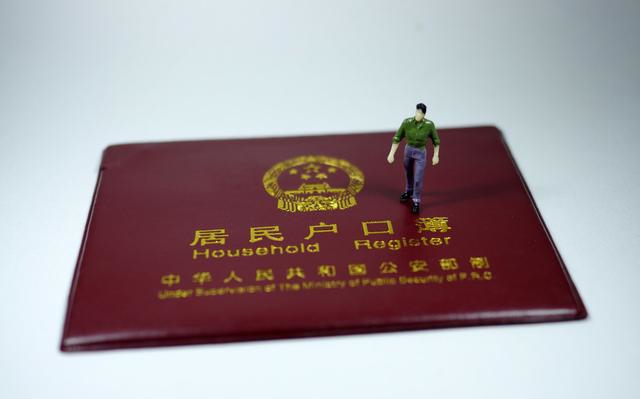 居民户口簿
Household Register
中华人民共和国公安部制
Under Supervision of The Ministry of Public Security of P.R.C